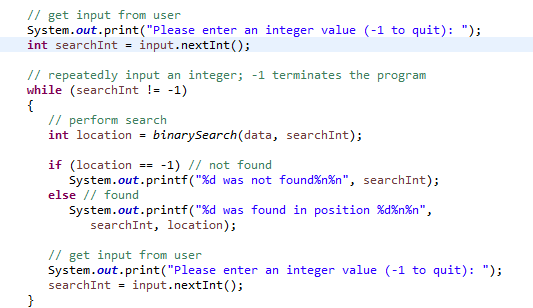 // get input from user
System.out.print("Please enter an integer value (-1 to quit): ");
int searchInt = input.nextInt();
// repeatedly input an integer; -1 terminates the program
while (searchInt != -1)
{
// perform search
int location = binarySearch(data, searchInt);
if (location == -1) // not found
System.out.printf("%d was not found%n%n", searchInt);
else // found
System.out.printf("%d was found in position %d%n%n",
searchInt, location);
// get input from user
System.out.print("Please enter an integer value (-1 to quit): ");
searchInt = input.nextInt();
}